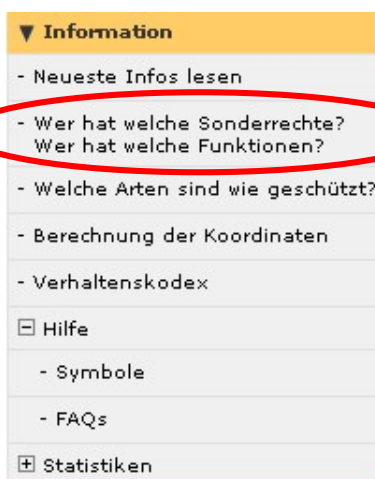 ▼ Information
- Neueste Infos lesen
- Wer hat welche Sonderrechte?
Wer hat welche Funktionen?
- Welche Arten sind wie geschützt?
- Berechnung der Koordinaten
- Verhaltenskodex
⊟ Hilfe
- Symbole
- FAQs
⊞ Statistiken